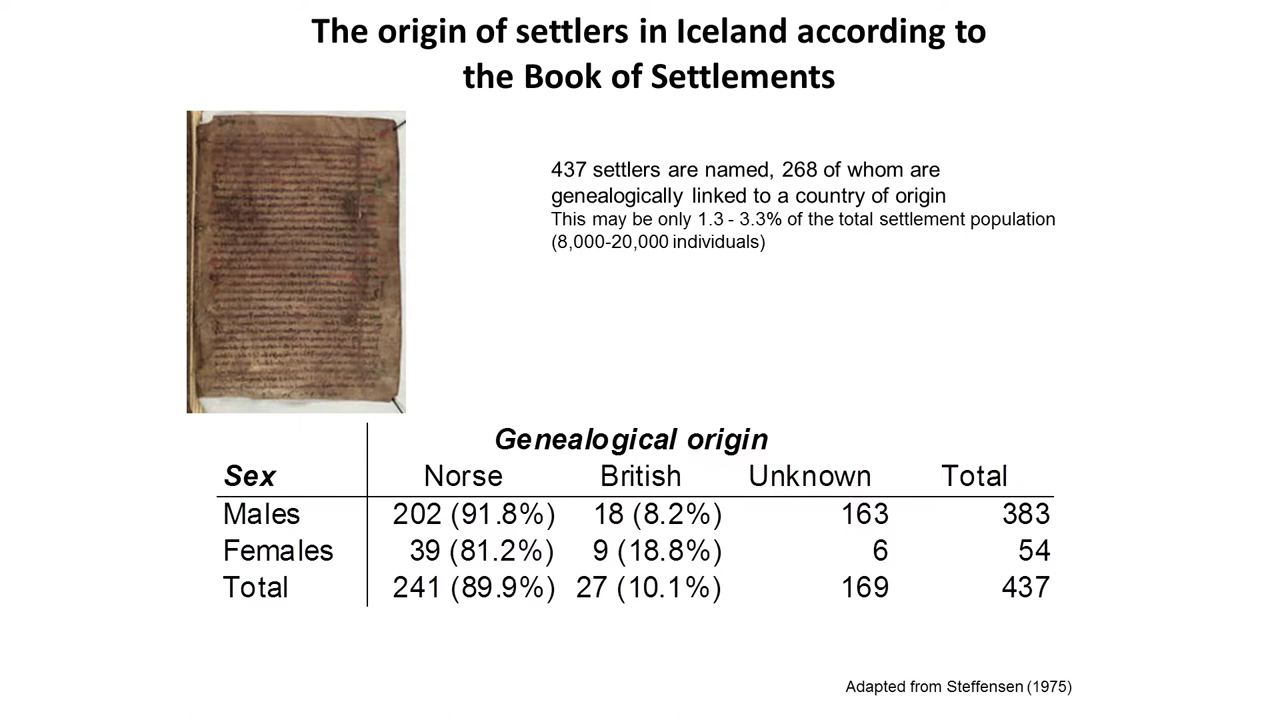 The origin of settlers in Iceland according to
the Book of Settlements
437 settlers are named, 268 of whom are
genealogically linked to a country of origin
This may be only 1.3 - 3.3% of the total settlement population
(8,000-20,000 individuals)
Genealogical origin
Sex Norse British Unknown Total
Males 202 (91.8%) 18 (8.2%) 163 383
Females 39 (81.2%) 9 (18.8%) 6 54
Total 241 (89.9%) 27 (10.1%) 169 437
Adapted from Steffensen (1975)